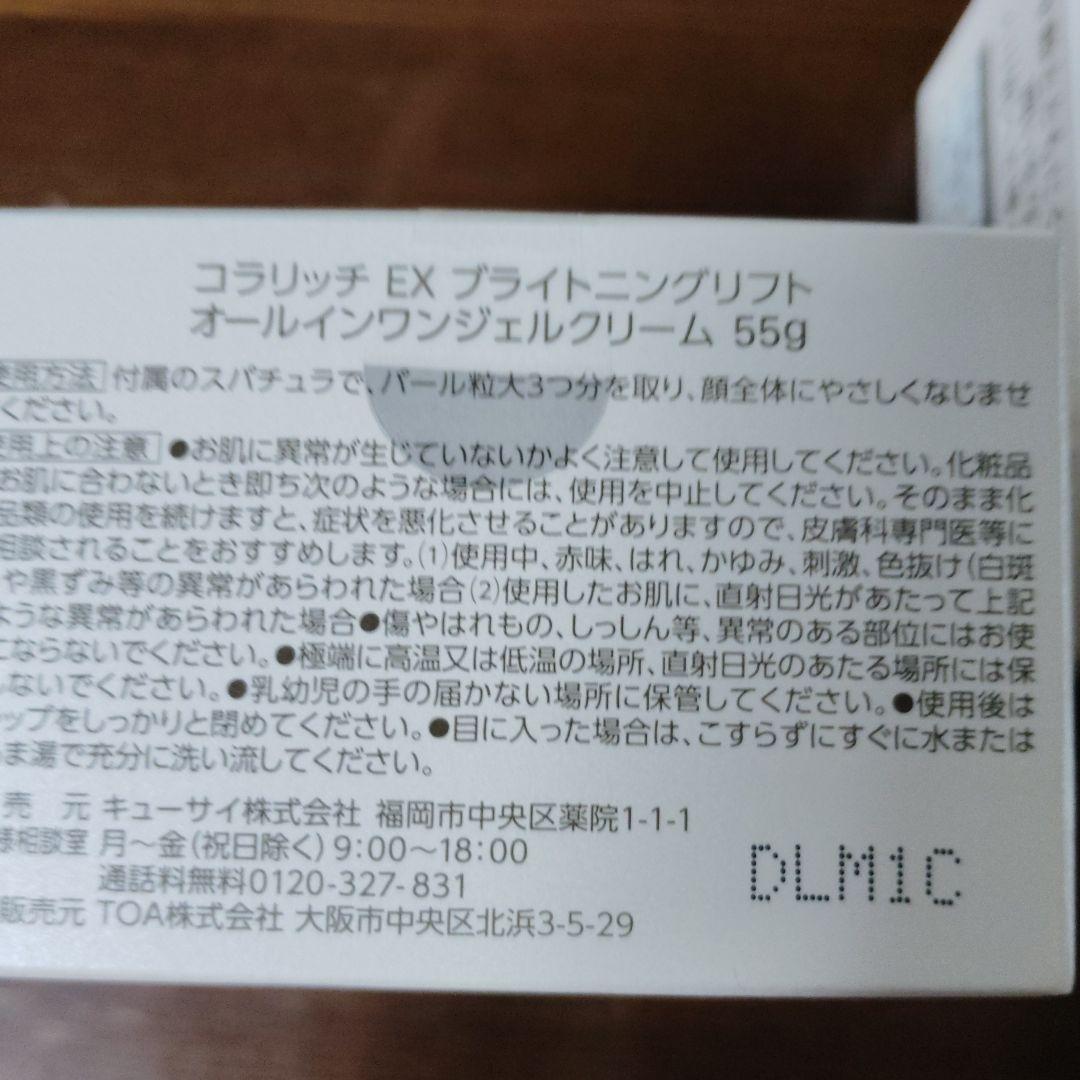 コラリッチ EX ブライトニングリフト
オールインワンジェルクリーム 55g
使用方法 付属のスパチュラで、パール粒大3つ分を取り、顔全体にやさしくなじませ
ください。
使用上の注意 ●お肌に異常が生じていないかよく注意して使用してください。化粧品
お肌に合わないとき即ち次のような場合には、使用を中止してください。そのまま化
品類の使用を続けますと、症状を悪化させることがありますので、皮膚科専門医等に
相談されることをおすすめします。(1)使用中、赤味、はれ、かゆみ、刺激、色抜け(白斑
や黒ずみ等の異常があらわれた場合(2)使用したお肌に、直射日光があたって上記
ような異常があらわれた場合●傷やはれもの、しっしん等、異常のある部位にはお使
にならないでください。●極端に高温又は低温の場所、直射日光のあたる場所には保
しないでください。●乳幼児の手の届かない場所に保管してください。●使用後は
ャップをしっかりと閉めてください。●目に入った場合は、こすらずにすぐに水または
るま湯で充分に洗い流してください。
売 元 キューサイ株式会社 福岡市中央区薬院1-1-1
様相談室 月〜金(祝日除く)9:00〜18:00
通話料無料0120-327-831
販売元 TOA株式会社 大阪市中央区北浜3-5-29
DLM1C